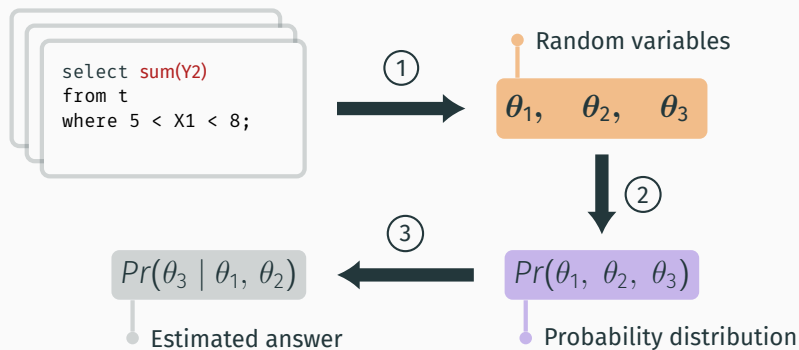 select sum(Y2)
from t
where 5 < X1 < 8;
1
Random variables
θ₁, θ₂, θ₃
2
3
Pr(θ₃ | θ₁, θ₂)
Pr(θ₁, θ₂, θ₃)
Estimated answer
Probability distribution